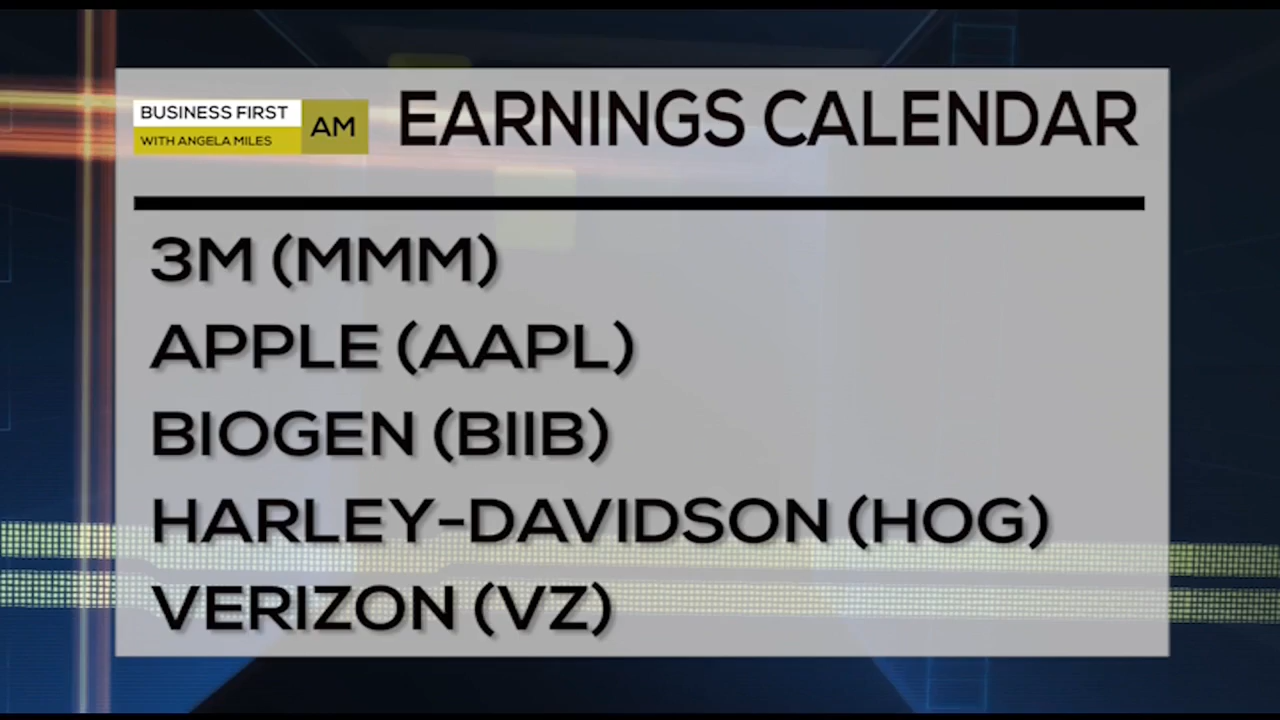 BUSINESS FIRST
WITH ANGELA MILES
AM
EARNINGS CALENDAR
3M (MMM)
APPLE (AAPL)
BIOGEN (BIIB)
HARLEY-DAVIDSON (HOG)
VERIZON (VZ)